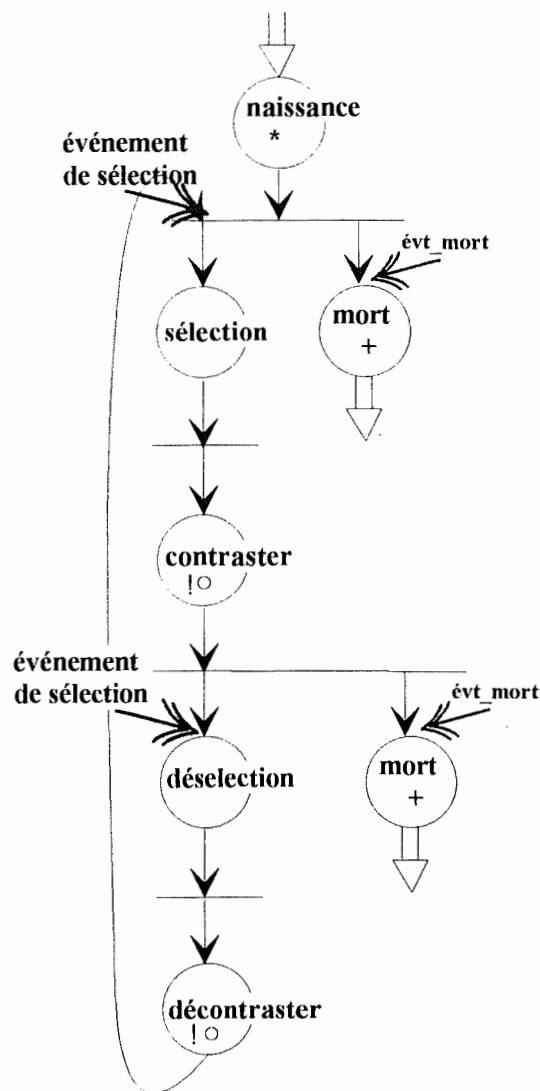 naissance
*
événement
de sélection
évt_mort
sélection
mort
+
contraster
!○
événement
de sélection
évt_mort
déselection
mort
+
décontraster
!○